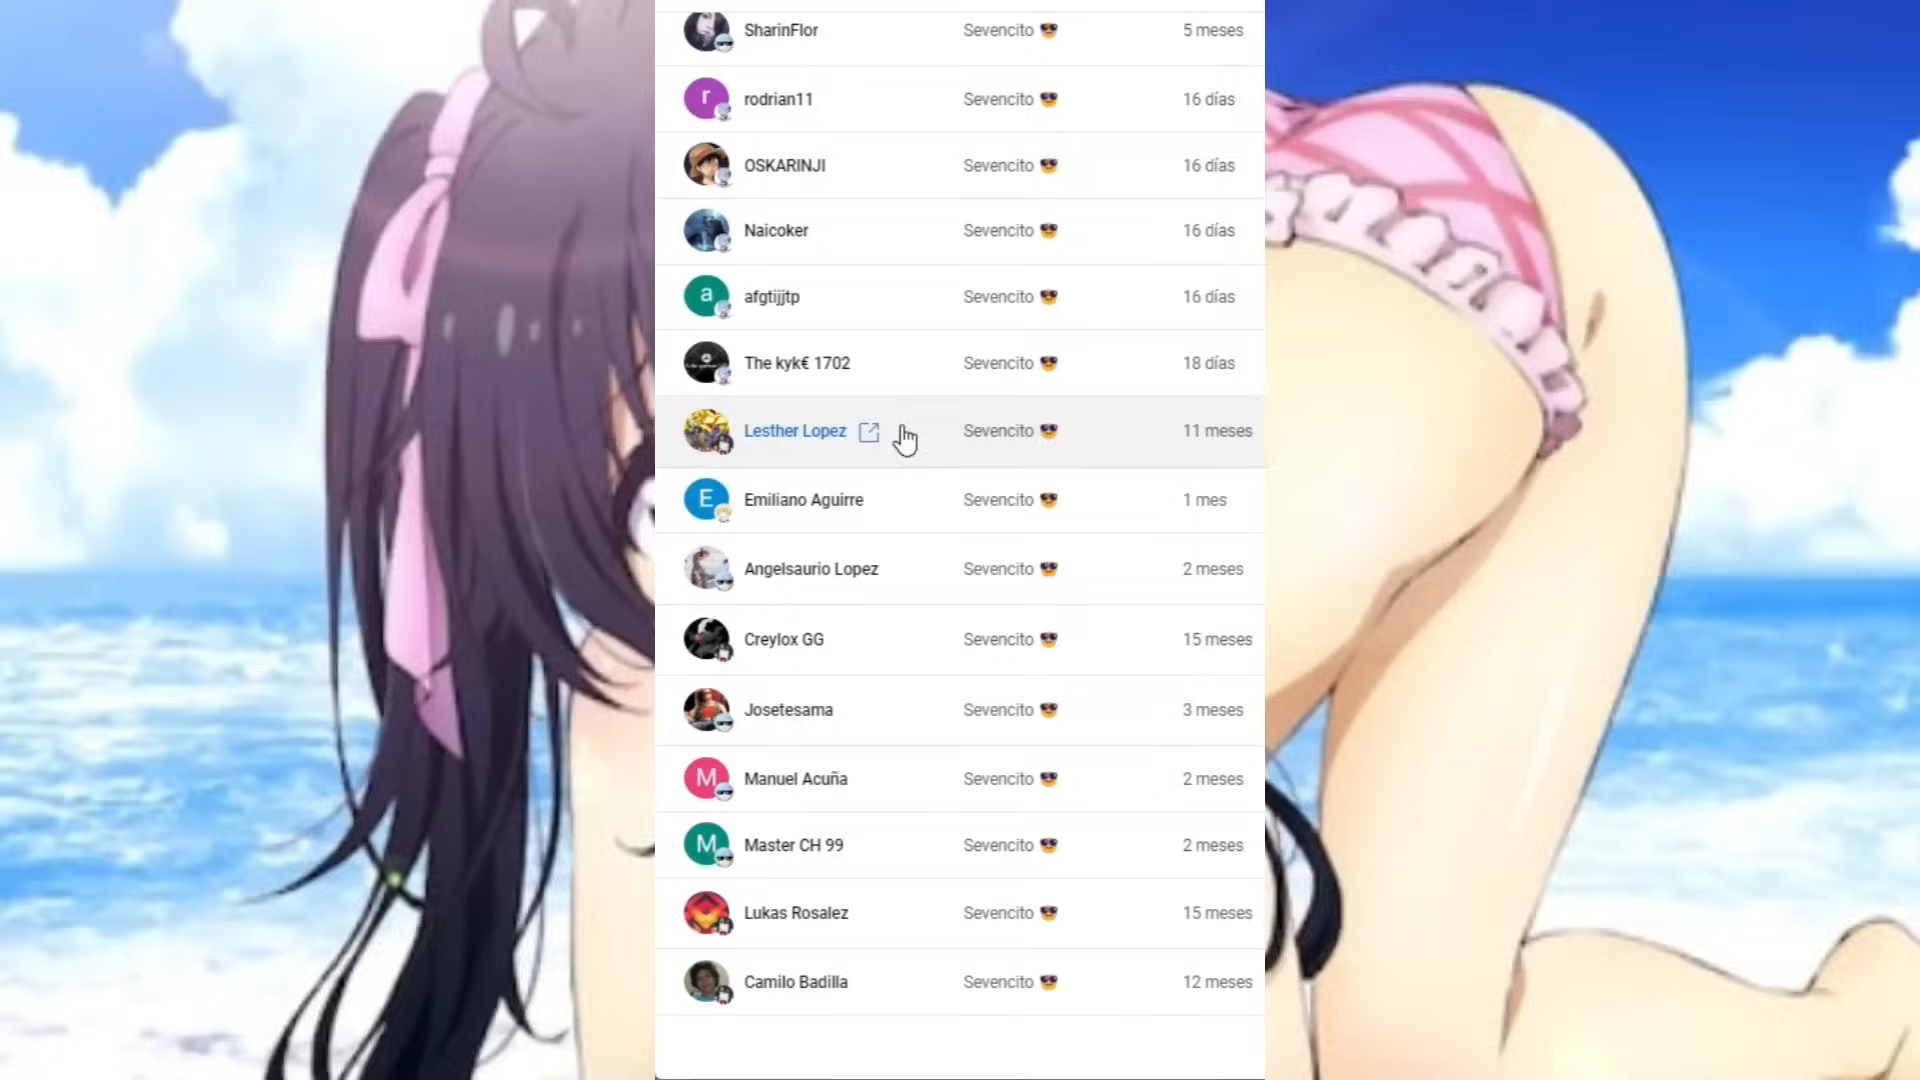 SharinFlor Sevencito 😎 5 meses
r rodrian11 Sevencito 😎 16 días
OSKARINJI Sevencito 😎 16 días
Naicoker Sevencito 😎 16 días
a afgtijjtp Sevencito 😎 16 días
The kyk€ 1702 Sevencito 😎 18 días
Lesther Lopez Sevencito 😎 11 meses
E Emiliano Aguirre Sevencito 😎 1 mes
Angelsaurio Lopez Sevencito 😎 2 meses
Creylox GG Sevencito 😎 15 meses
Josetesama Sevencito 😎 3 meses
M Manuel Acuña Sevencito 😎 2 meses
M Master CH 99 Sevencito 😎 2 meses
Lukas Rosalez Sevencito 😎 15 meses
Camilo Badilla Sevencito 😎 12 meses